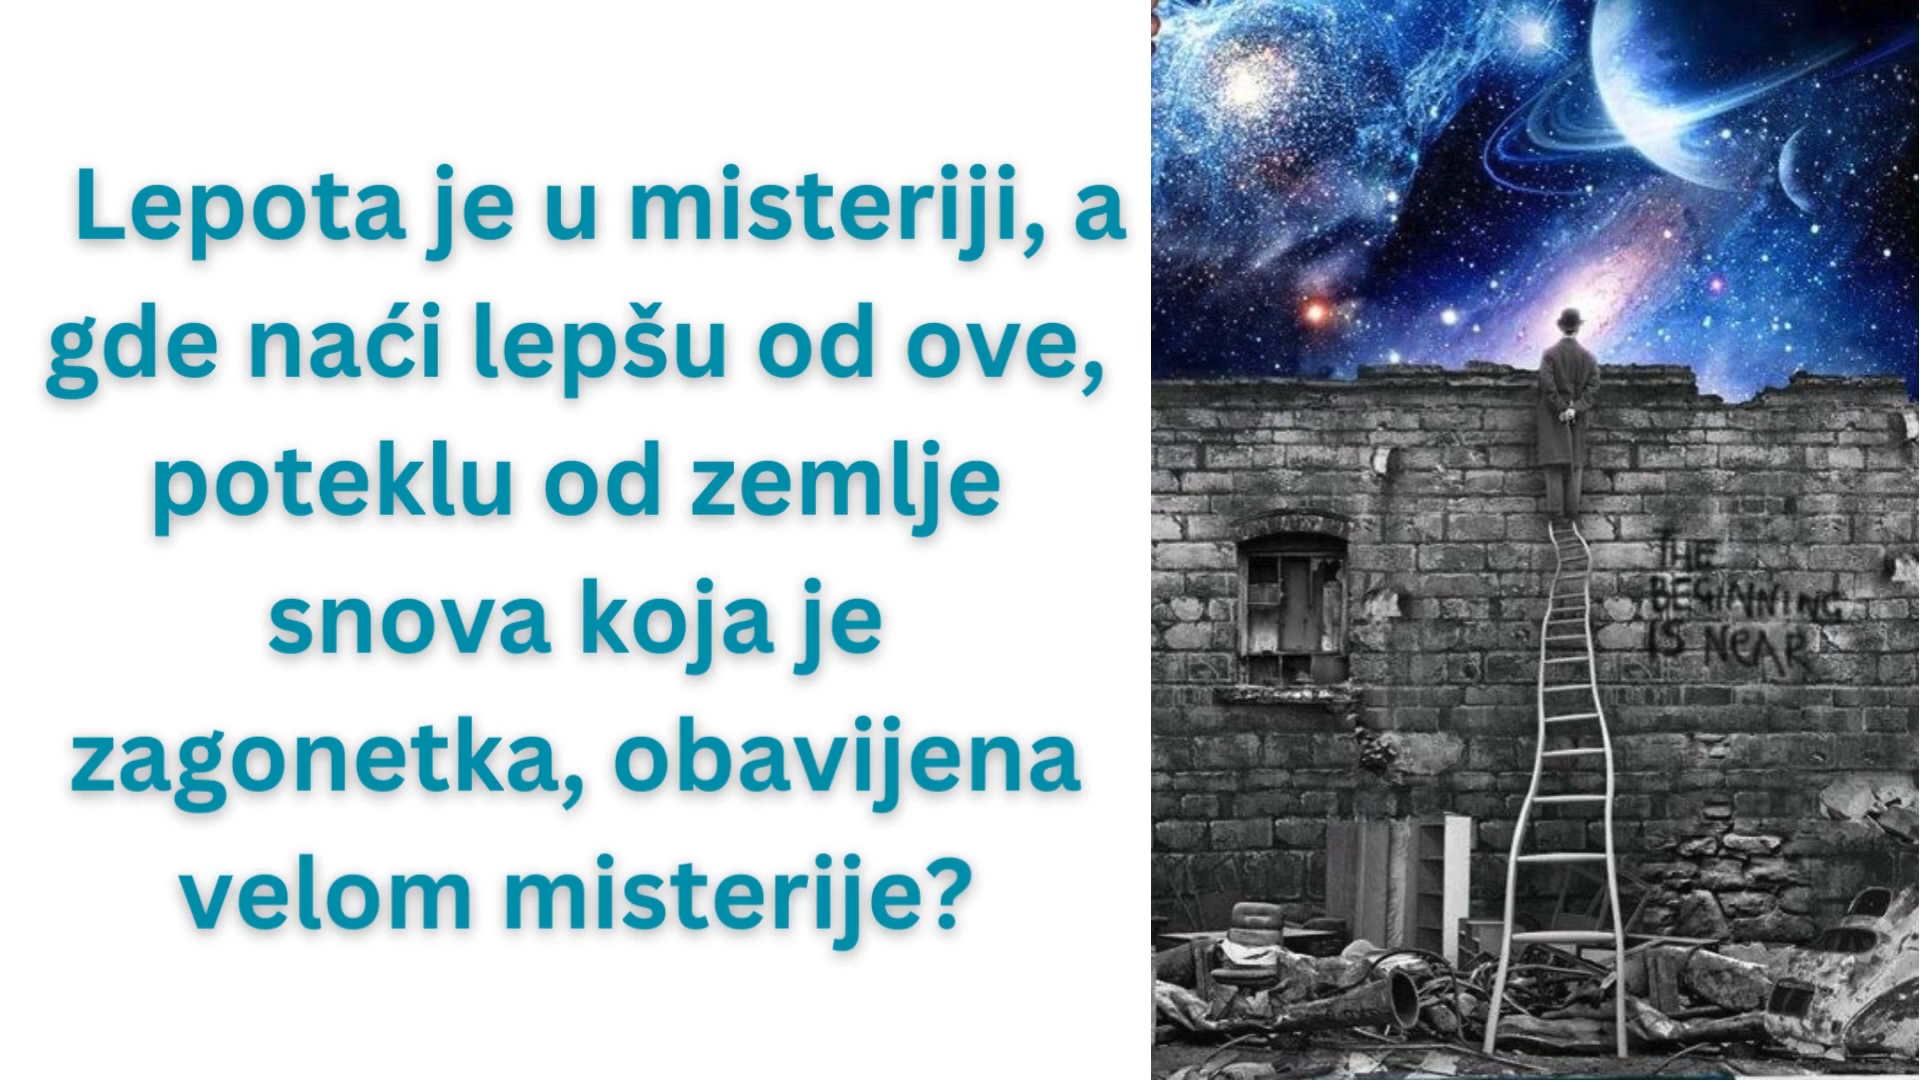 Lepota je u misteriji, a
gde naći lepšu od ove,
poteklu od zemlje
snova koja je
zagonetka, obavijena
velom misterije?
THE
BEGINNING
IS NEAR